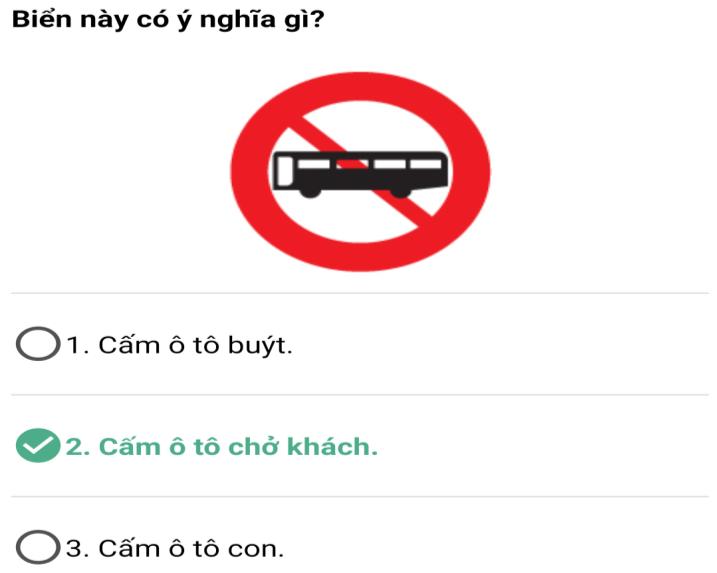 Biển này có ý nghĩa gì?
1. Cấm ô tô buýt.
2. Cấm ô tô chở khách.
3. Cấm ô tô con.